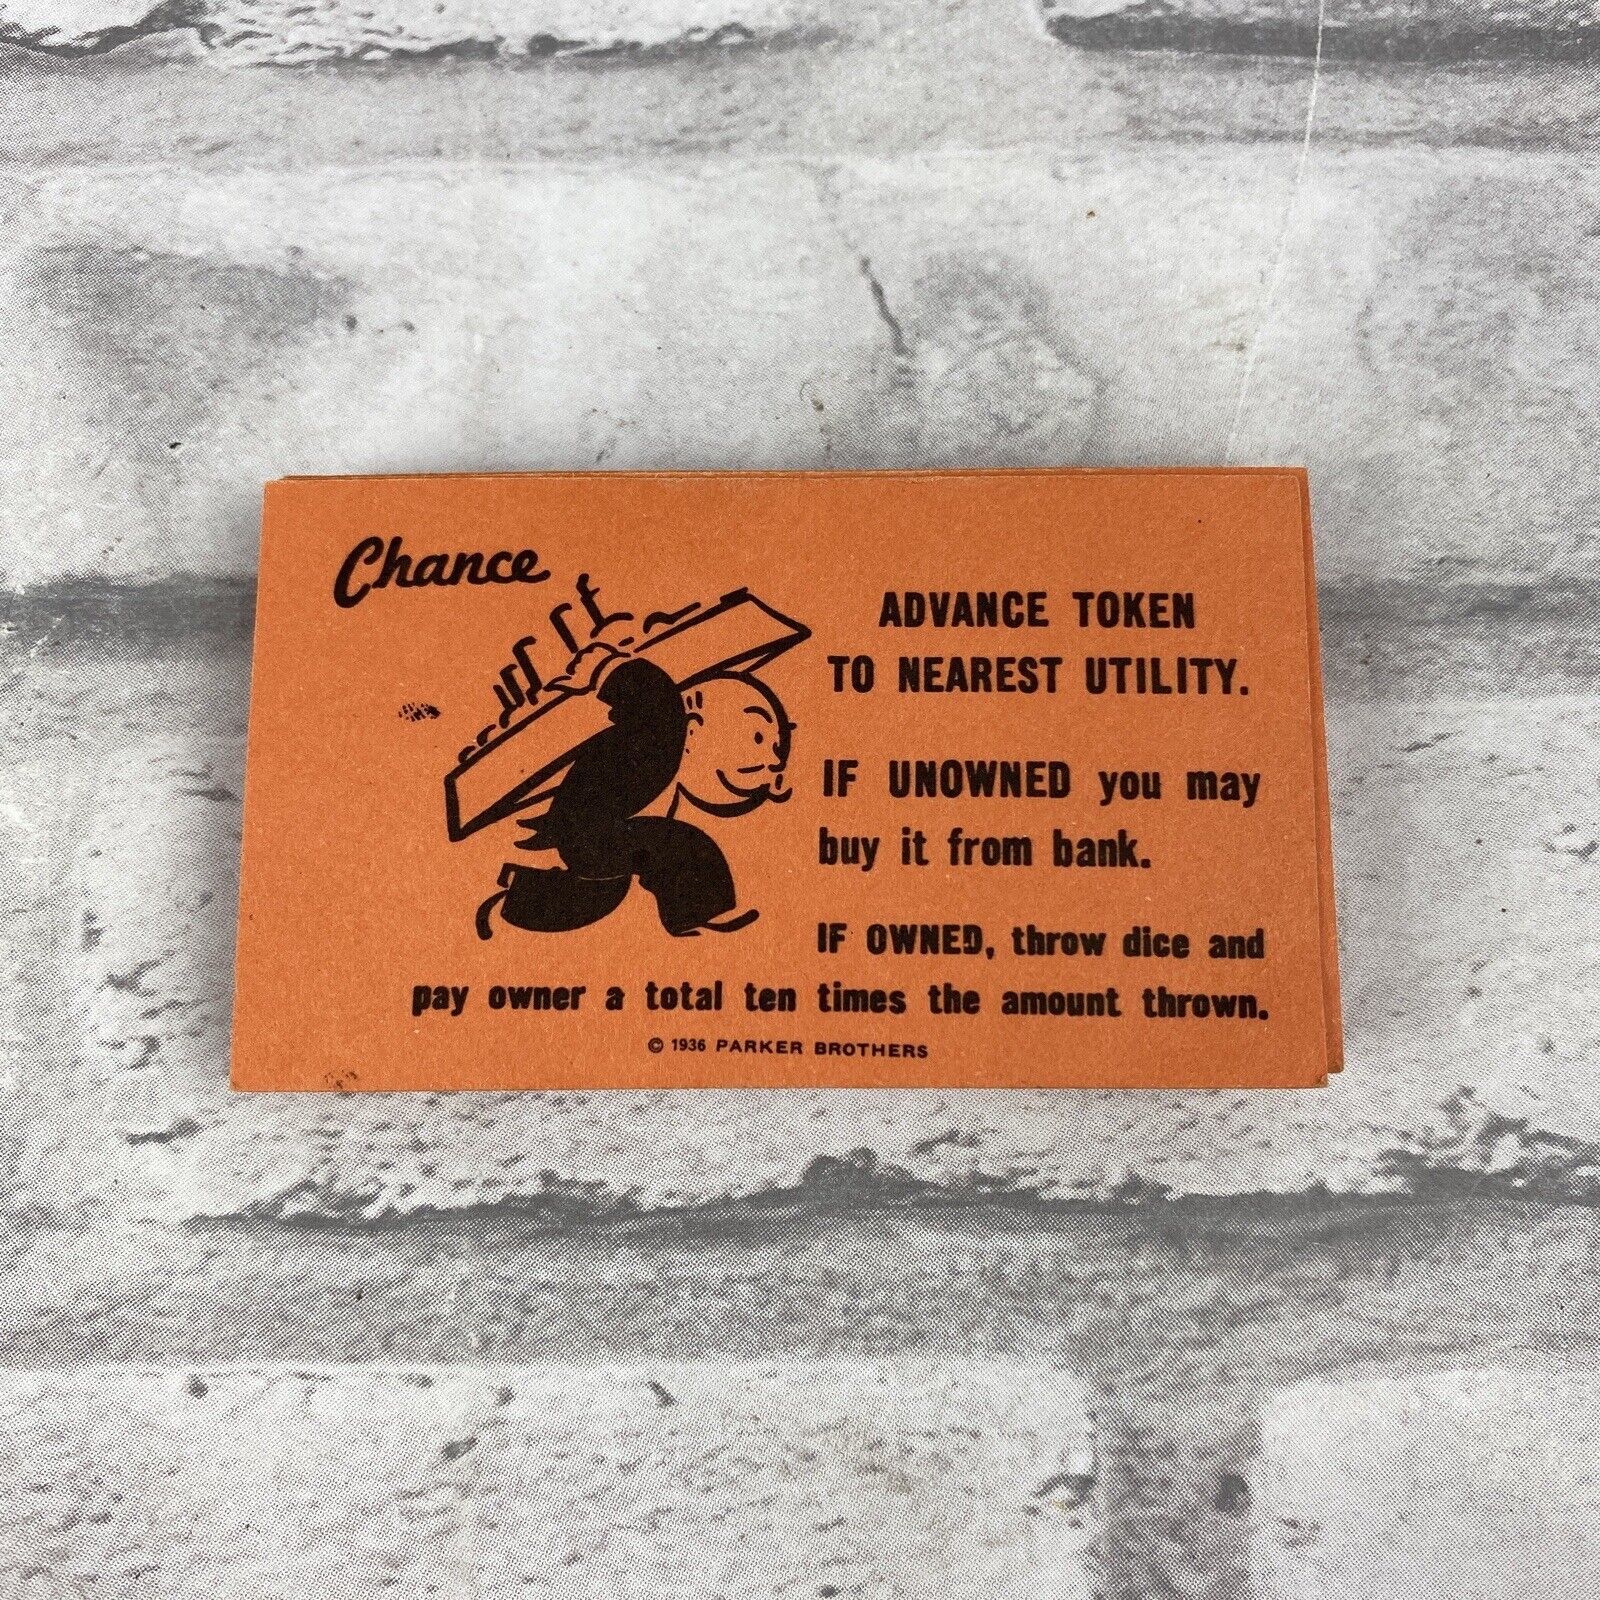 Chance
ADVANCE TOKEN
TO NEAREST UTILITY.
IF UNOWNED you may
buy it from bank.
IF OWNED, throw dice and
pay owner a total ten times the amount thrown.
© 1936 PARKER BROTHERS